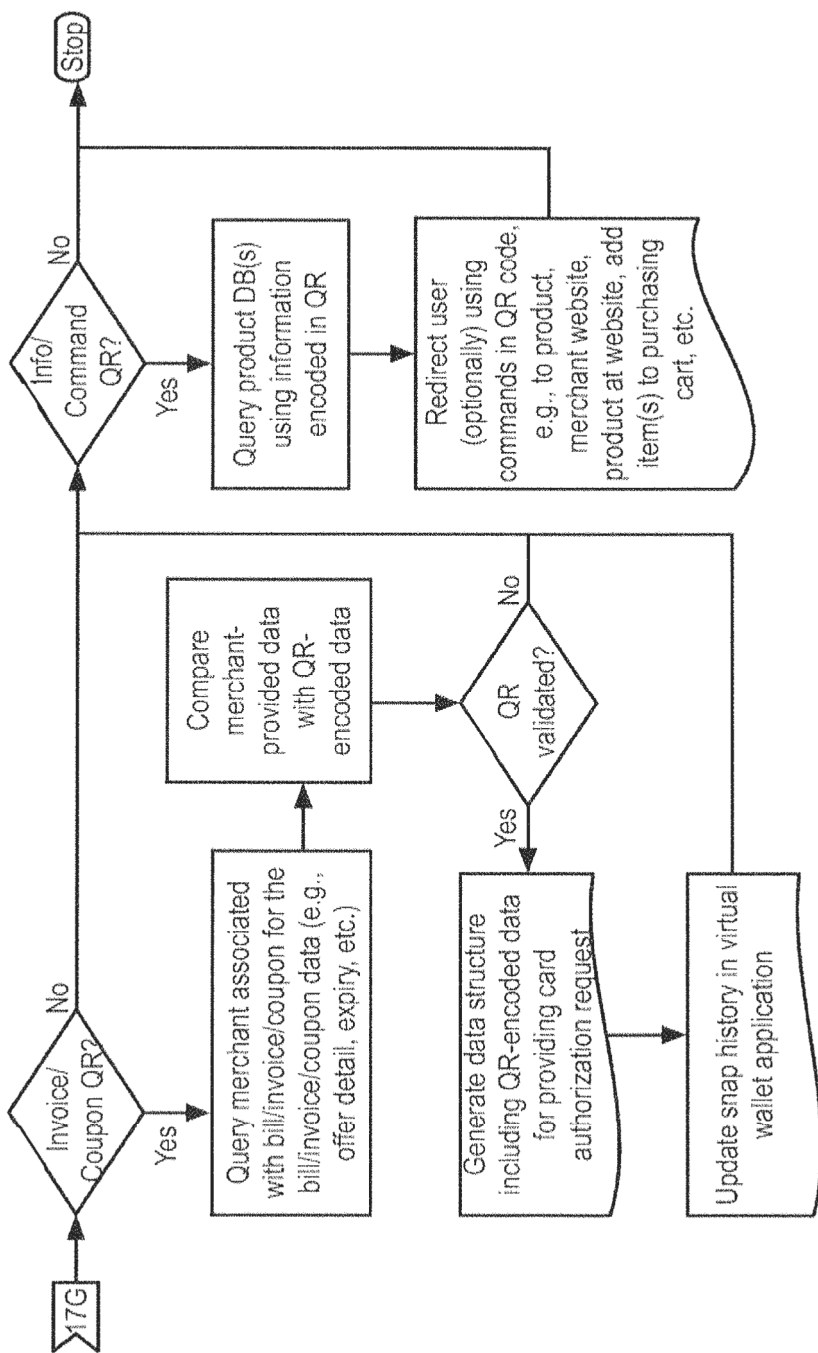 17G
Invoice/
Coupon QR?
No
Yes
Query merchant associated
with bill/invoice/coupon for the
bill/invoice/coupon data (e.g.,
offer detail, expiry, etc.)
Compare
merchant-
provided data
with QR-
encoded data
QR
validated?
Yes
No
Generate data structure
including QR-encoded data
for providing card
authorization request
Update snap history in virtual
wallet application
Info/
Command
QR?
No
Yes
Query product DB(s)
using information
encoded in QR
Redirect user
(optionally) using
commands in QR code,
e.g., to product,
merchant website,
product at website, add
item(s) to purchasing
cart, etc.
Stop